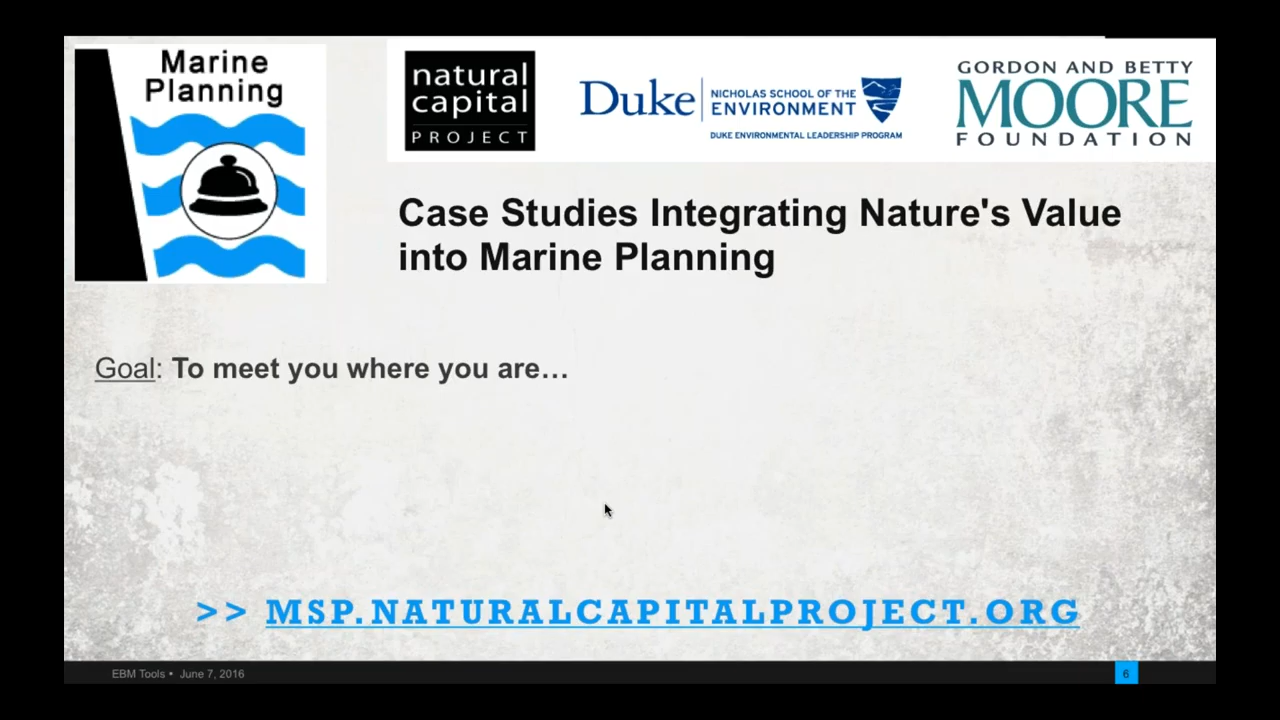 Marine
Planning
natural
capital
PROJECT
Duke
NICHOLAS SCHOOL OF THE
ENVIRONMENT
DUKE ENVIRONMENTAL LEADERSHIP PROGRAM
GORDON AND BETTY
MOORE
FOUNDATION
Case Studies Integrating Nature's Value
into Marine Planning
Goal: To meet you where you are…
>> MSP.NATURALCAPITALPROJECT.ORG
EBM Tools • June 7, 2016
6